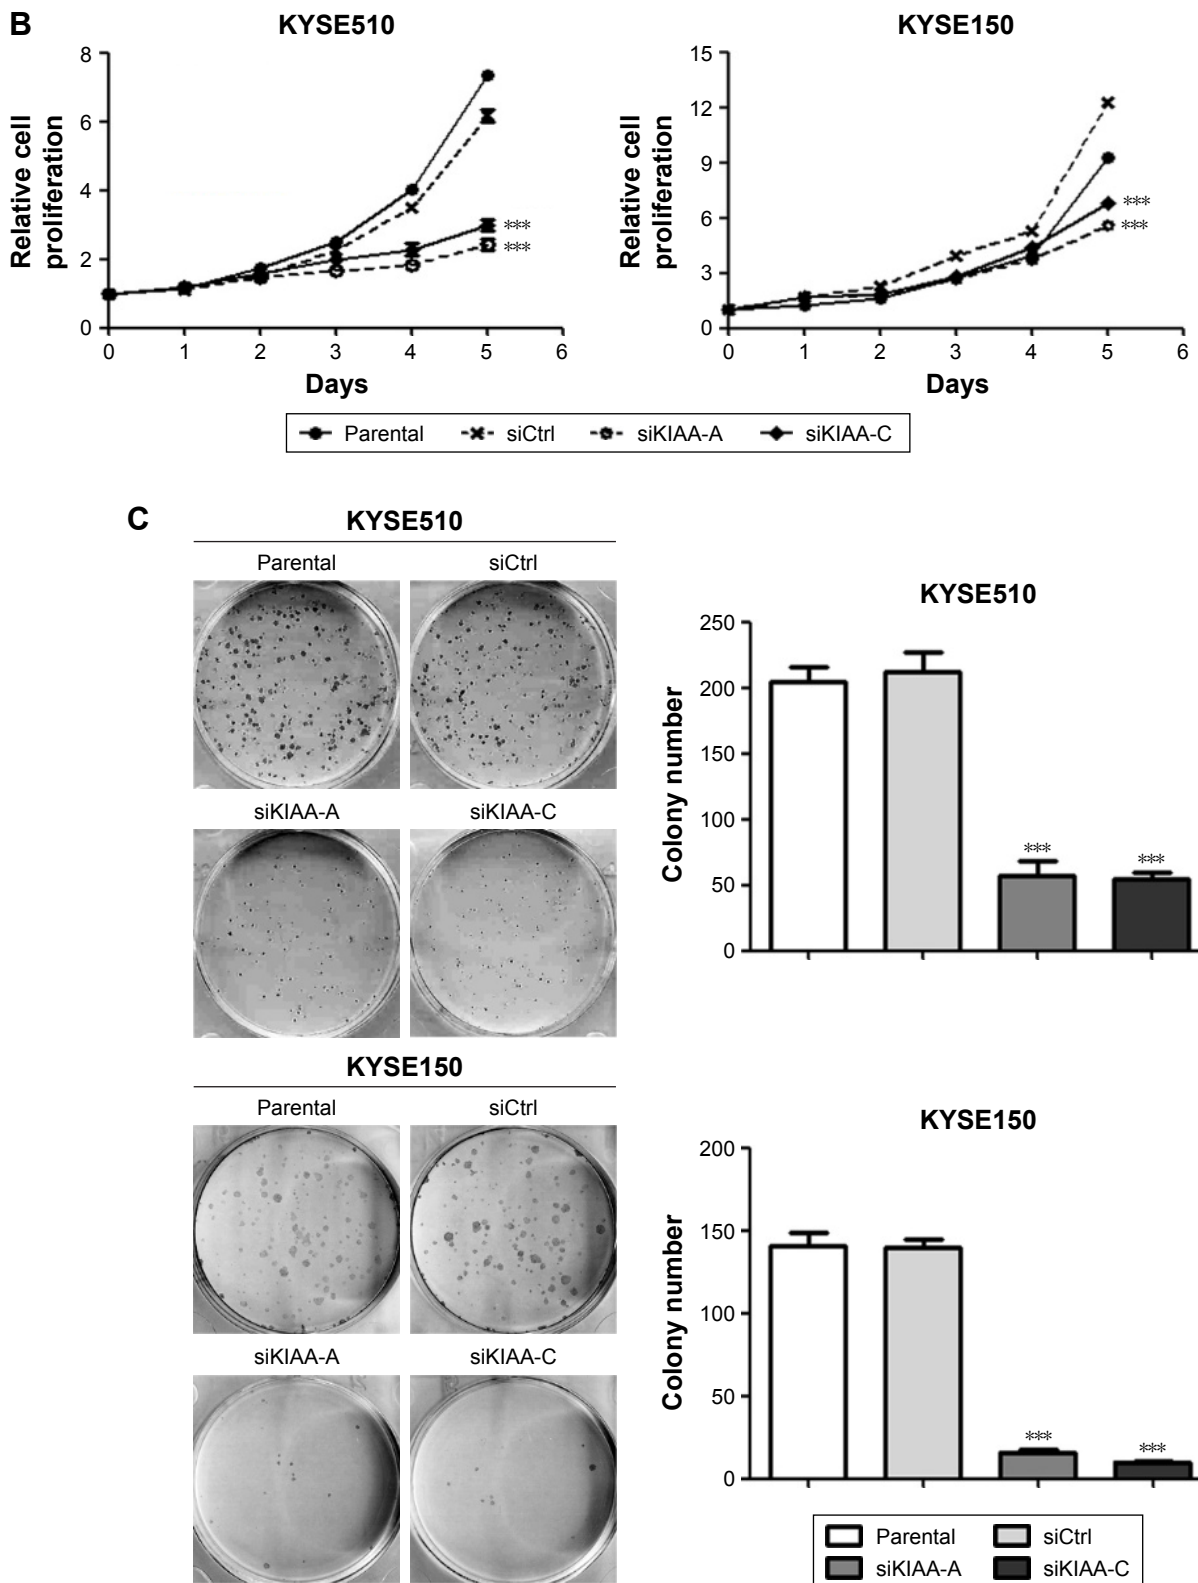 B
KYSE510
KYSE150
Relative cell
proliferation
8
6
4
2
0
***
***
0 1 2 3 4 5 6
Days
Relative cell
proliferation
15
12
9
6
3
0
***
***
0 1 2 3 4 5 6
Days
Parental siCtrl siKIAA-A siKIAA-C
C
KYSE510
Parental siCtrl
siKIAA-A siKIAA-C
KYSE510
Colony number
250
200
150
100
50
0
*** ***
KYSE150
Parental siCtrl
siKIAA-A siKIAA-C
KYSE150
Colony number
200
150
100
50
0
*** ***
Parental siCtrl
siKIAA-A siKIAA-C